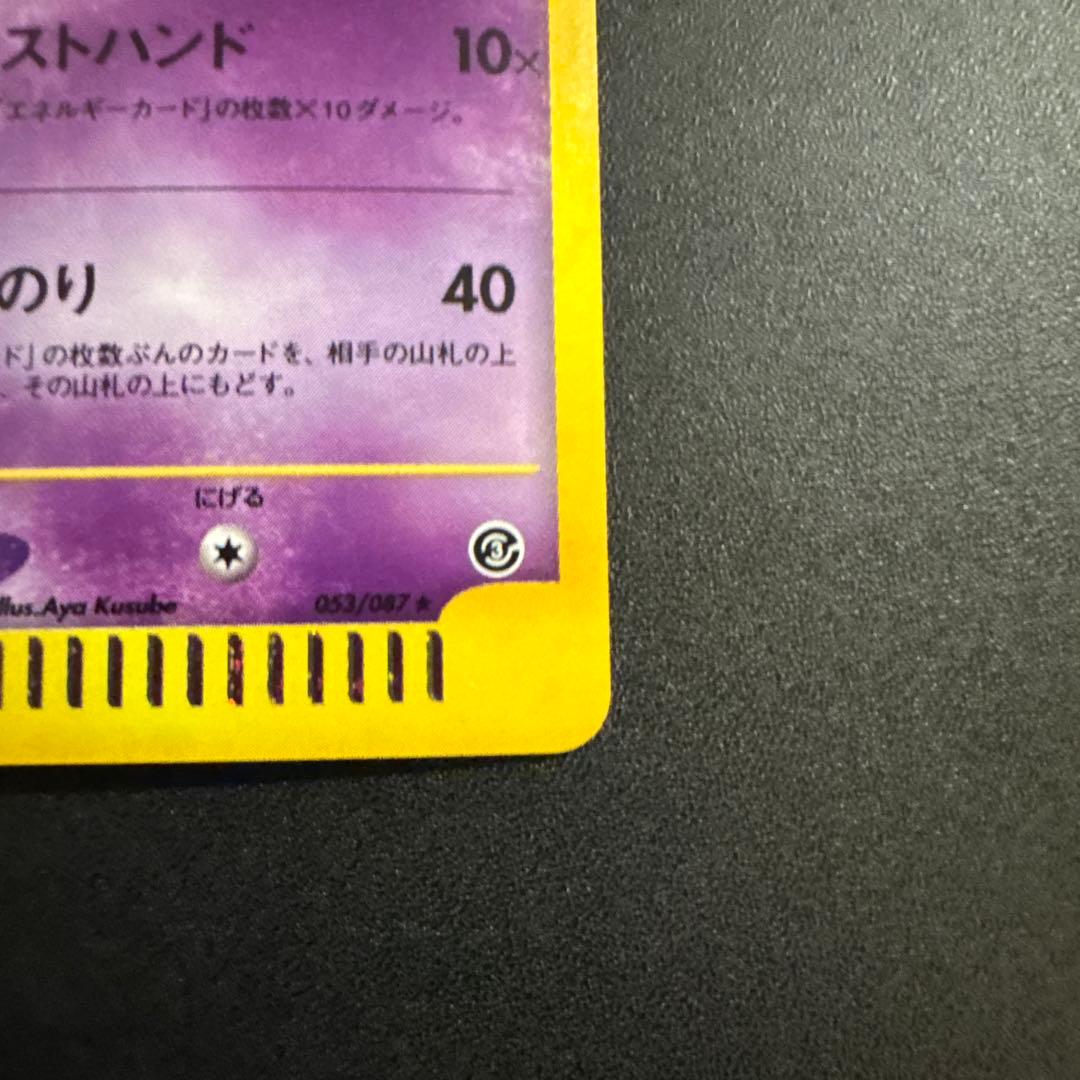 ストハンド 10×
「エネルギーカード」の枚数×10ダメージ。
のり 40
ド」の枚数ぶんのカードを、相手の山札の上
、その山札の上にもどす。
にげる
3
Illus.Aya Kusube 053/087 ★